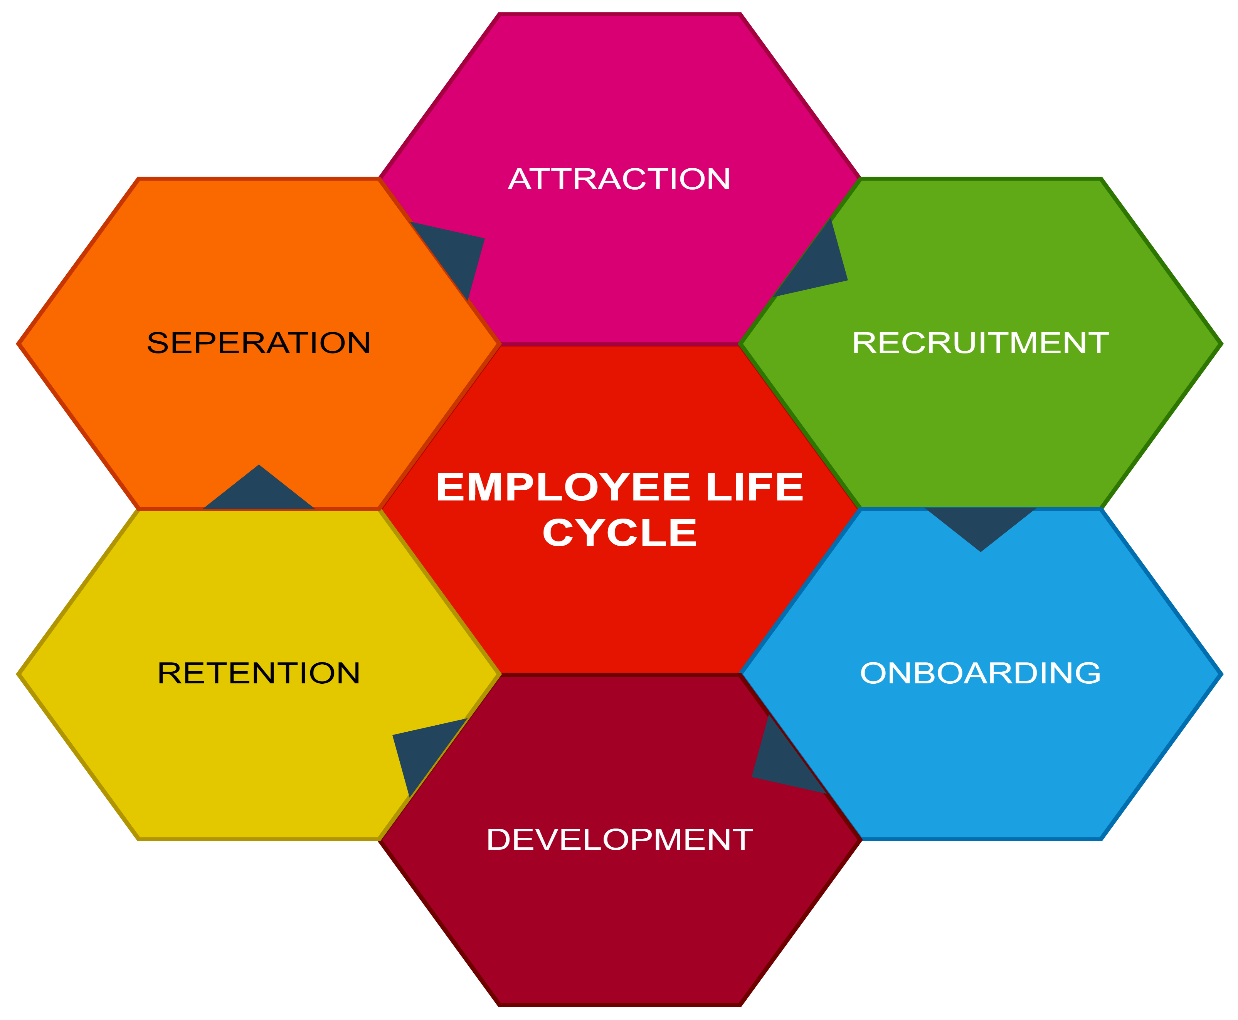 ATTRACTION
SEPERATION
RECRUITMENT
EMPLOYEE LIFE
CYCLE
RETENTION
ONBOARDING
DEVELOPMENT